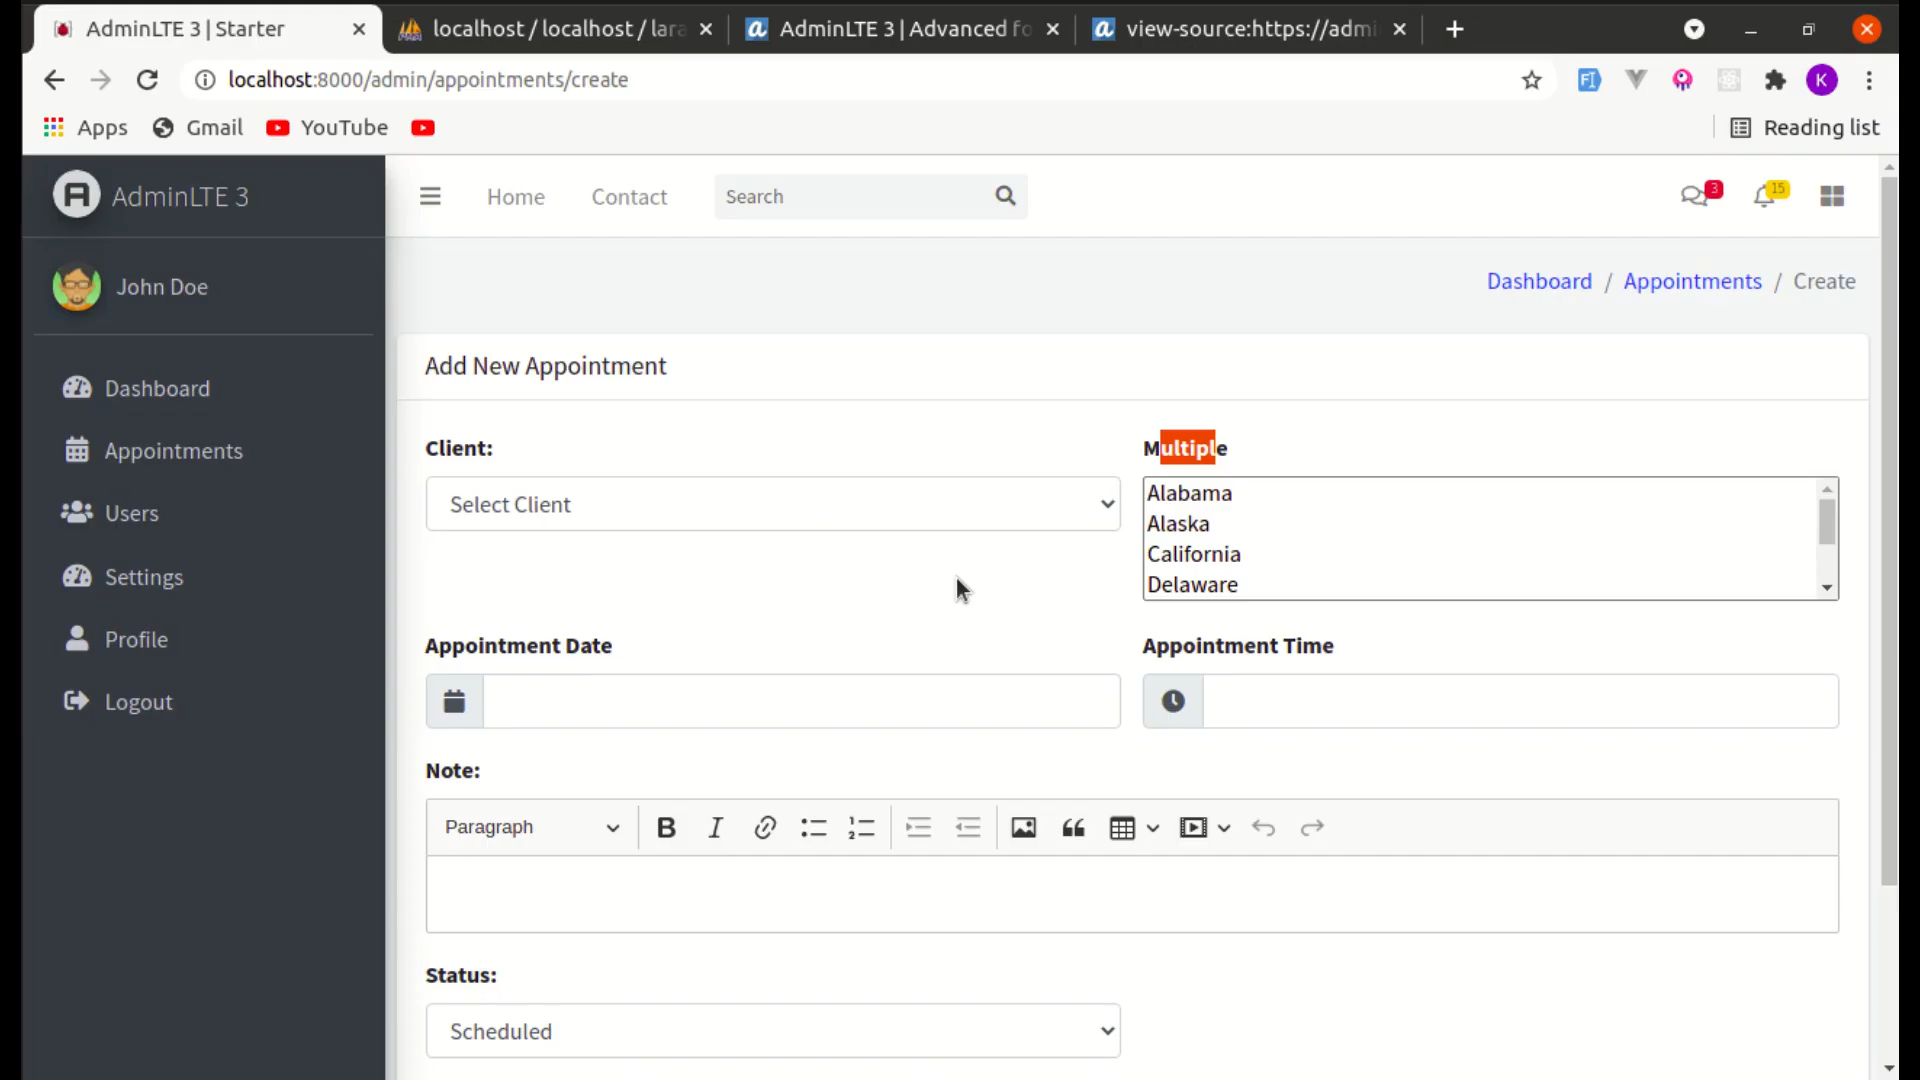 AdminLTE 3 | Starter
localhost / localhost / lara
AdminLTE 3 | Advanced fo
view-source:https://admi
localhost:8000/admin/appointments/create
K
Apps
Gmail
YouTube
Reading list
AdminLTE 3
Home
Contact
Search
3
15
John Doe
Dashboard / Appointments / Create
Dashboard
Appointments
Users
Settings
Profile
Logout
Add New Appointment
Client:
Select Client
Multiple
Alabama
Alaska
California
Delaware
Appointment Date
Appointment Time
Note:
Paragraph
Status:
Scheduled